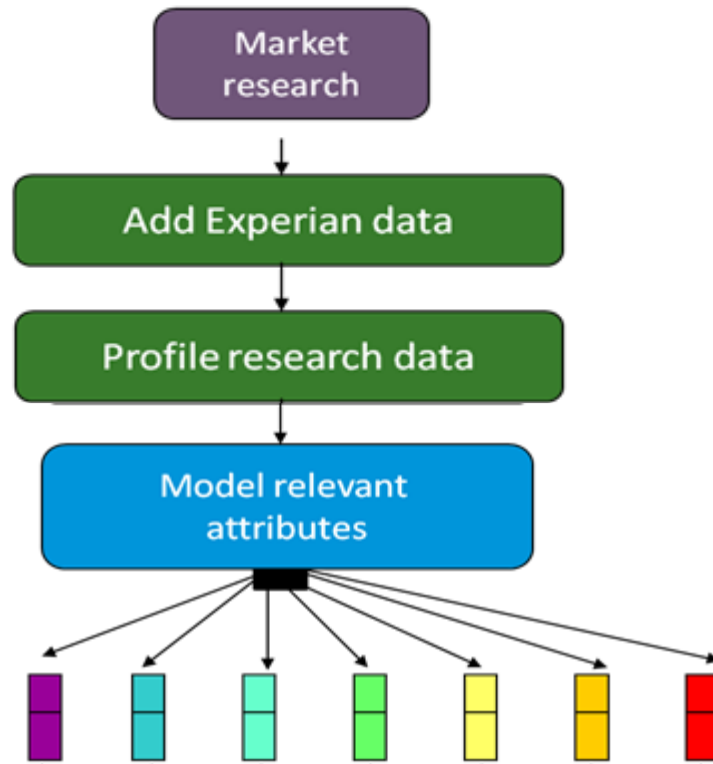 Market
research
Add Experian data
Profile research data
Model relevant
attributes